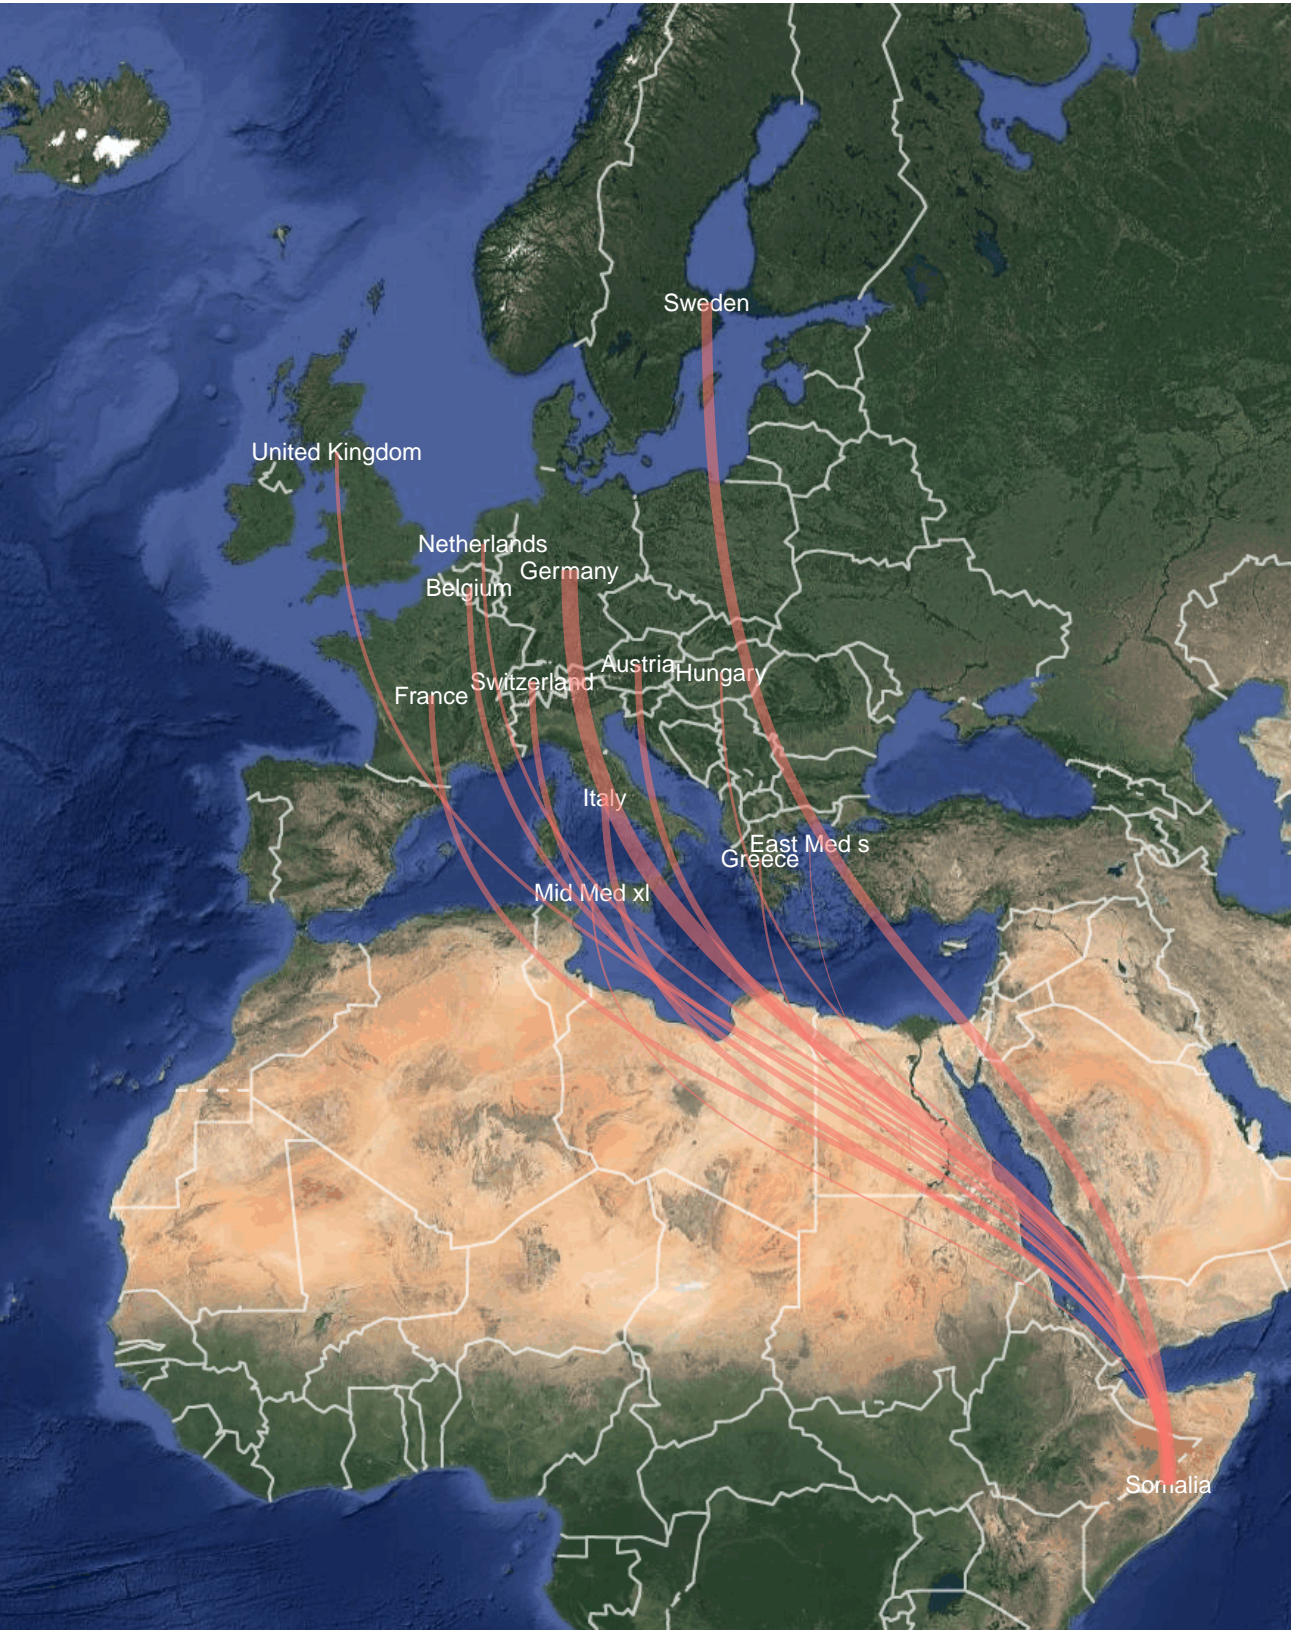 Sweden
United Kingdom
Netherlands
Germany
Belgium
Austria
Hungary
Switzerland
France
Italy
East Med s
Greece
Mid Med xl
Somalia